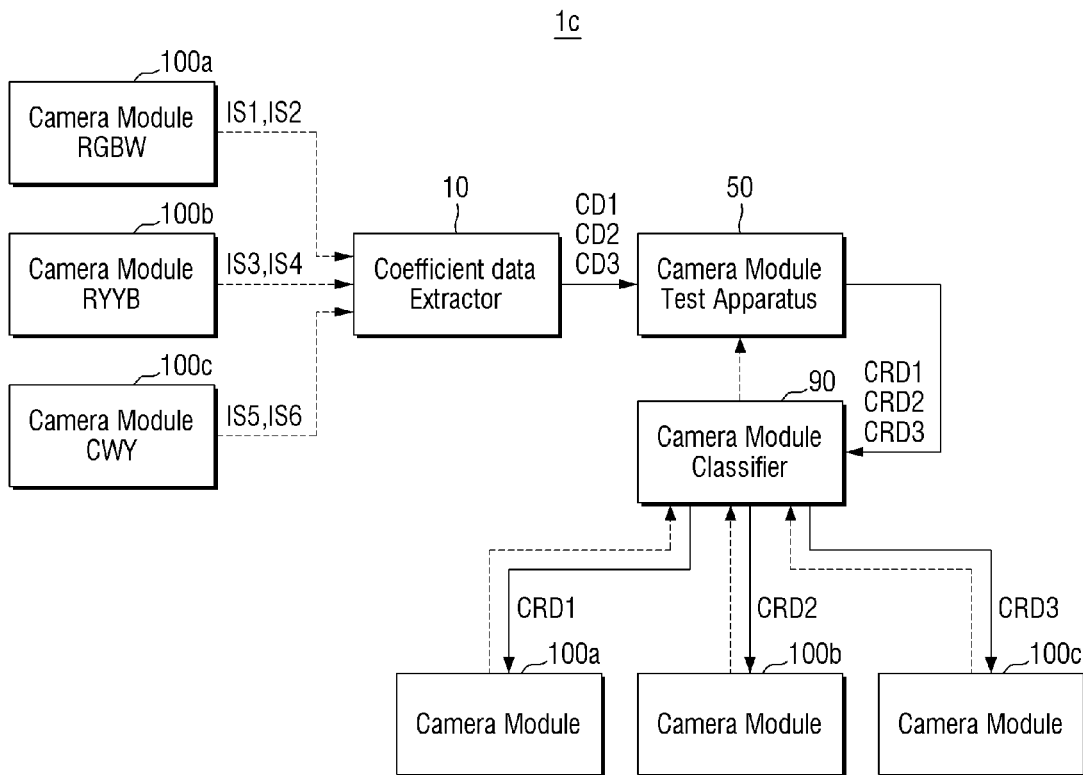 1c
100a
Camera Module
RGBW
IS1,IS2
100b
Camera Module
RYYB
IS3,IS4
100c
Camera Module
CWY
IS5,IS6
10
Coefficient data
Extractor
CD1
CD2
CD3
50
Camera Module
Test Apparatus
90
Camera Module
Classifier
CRD1
CRD2
CRD3
CRD1
CRD2
CRD3
100a
Camera Module
100b
Camera Module
100c
Camera Module